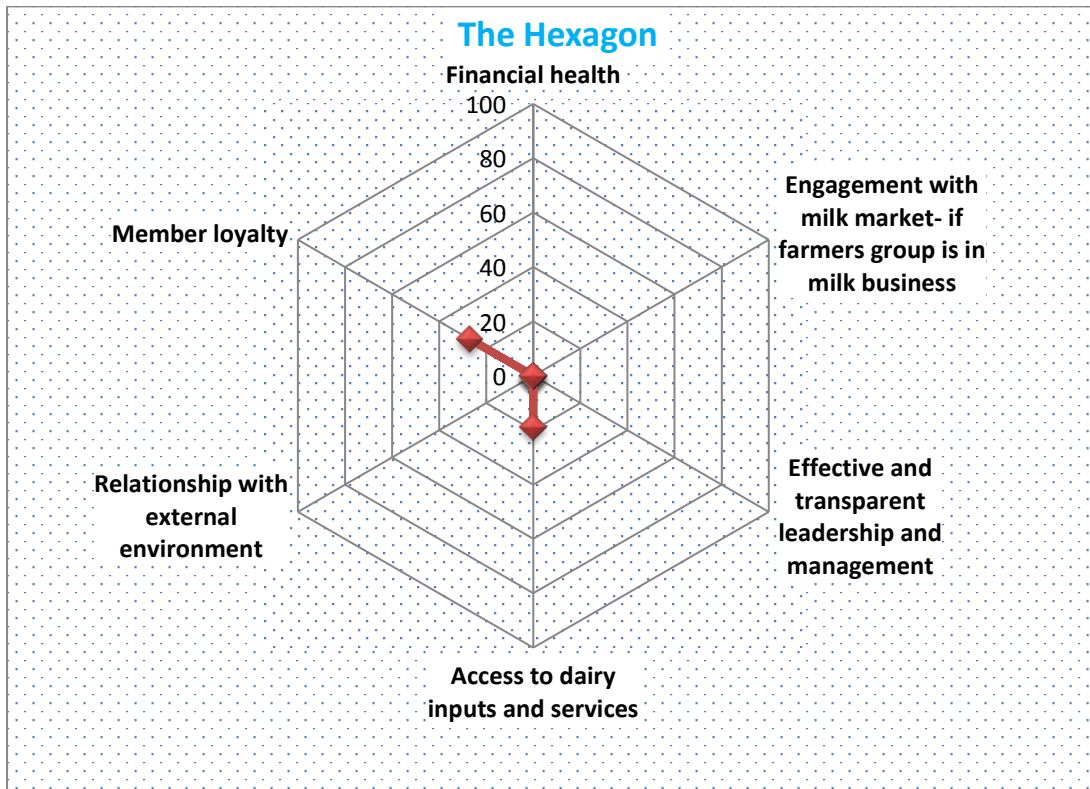 The Hexagon
Financial health
100
80
60
40
20
0
Engagement with
milk market- if
farmers group is in
milk business
Effective and
transparent
leadership and
management
Access to dairy
inputs and services
Relationship with
external
environment
Member loyalty